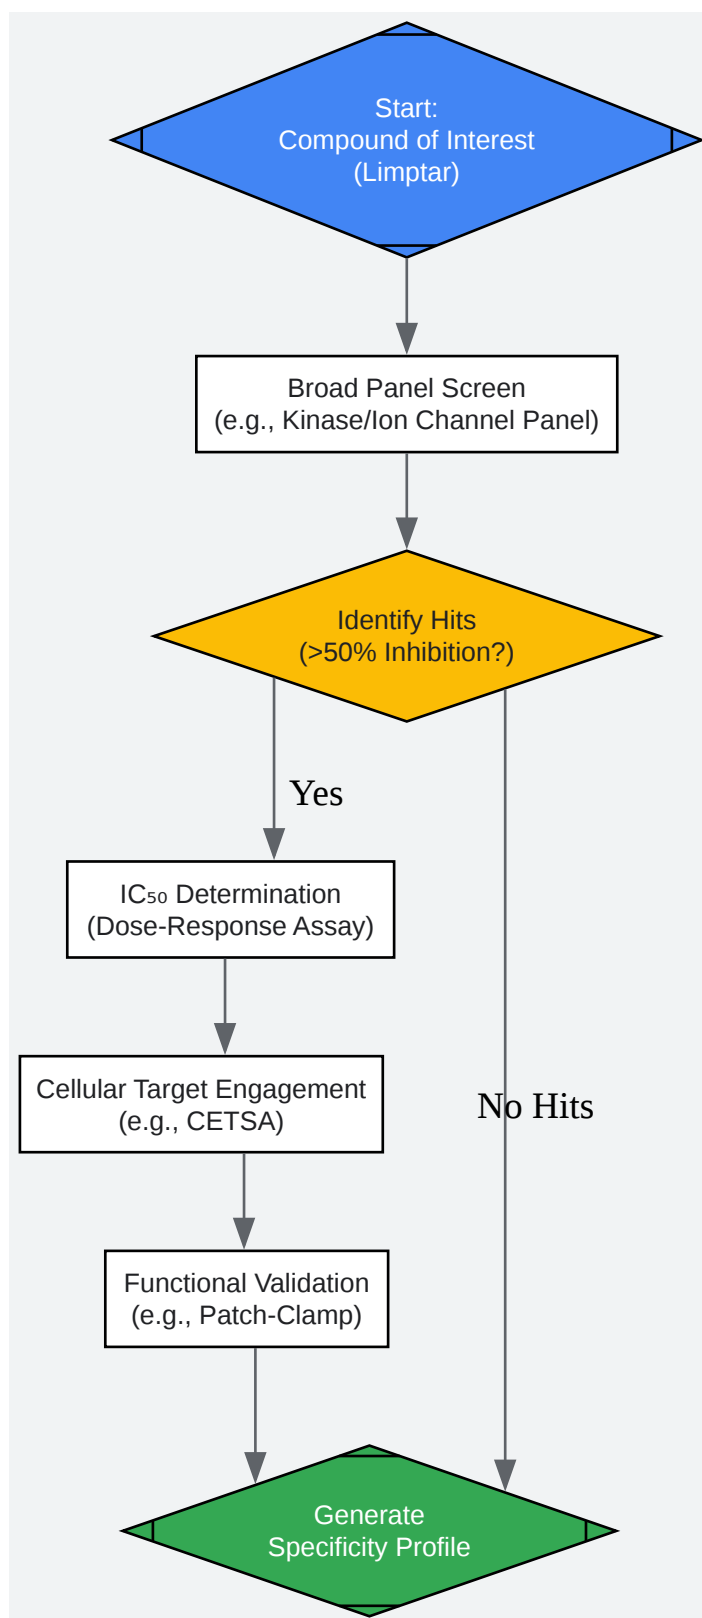 Start:
Compound of Interest
(Limptar)
Broad Panel Screen
(e.g., Kinase/Ion Channel Panel)
Identify Hits
(>50% Inhibition?)
Yes
IC₅₀ Determination
(Dose-Response Assay)
Cellular Target Engagement
(e.g., CETSA)
No Hits
Functional Validation
(e.g., Patch-Clamp)
Generate
Specificity Profile